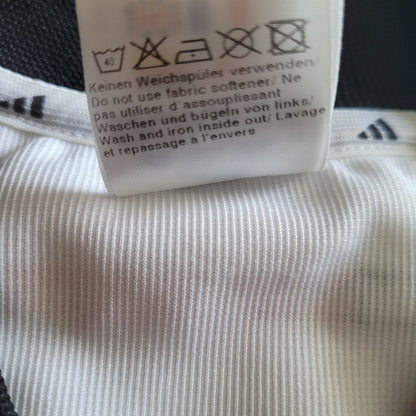 40
Keinen Weichspüler verwenden/
Do not use fabric softener/ Ne
pas utiliser d'assouplissant
Waschen und bügeln von links/
Wash and iron inside out/ Lavage
et repassage a l'envers